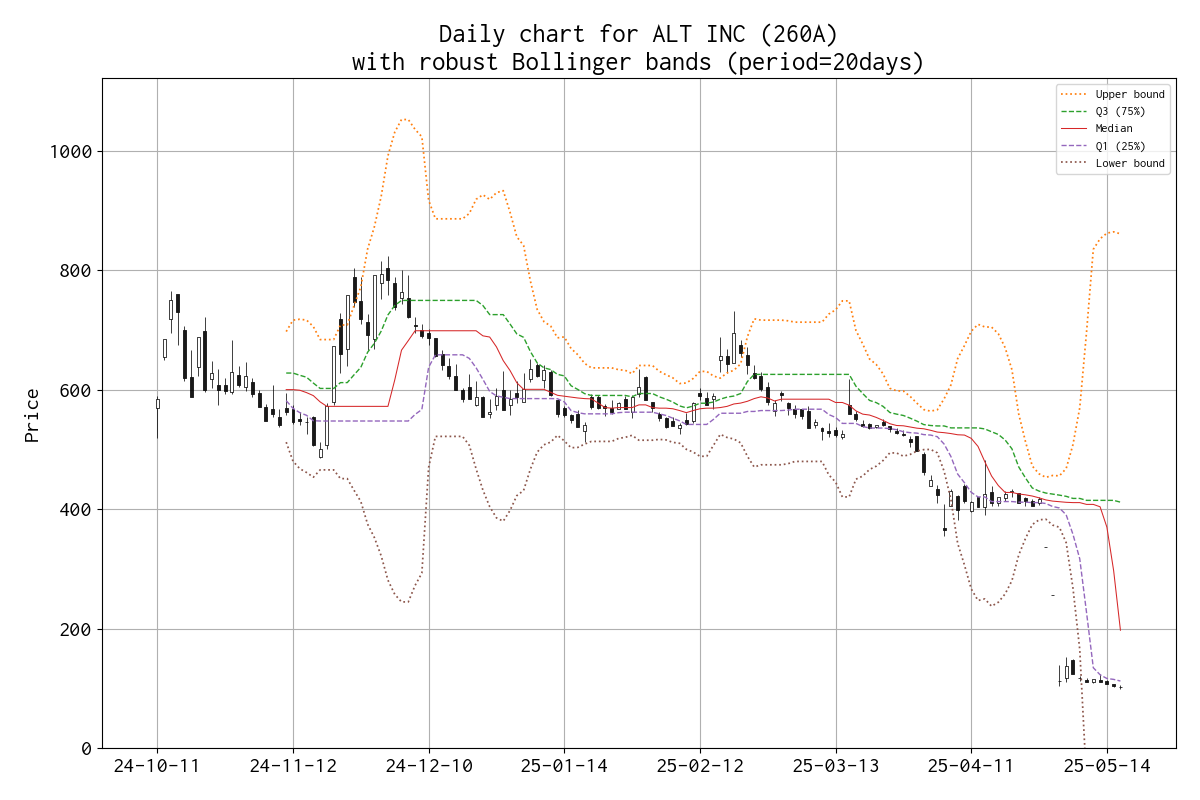 Daily chart for ALT INC (260A)
with robust Bollinger bands (period=20days)
Upper bound
Q3 (75%)
Median
Q1 (25%)
Lower bound
Price
1000
800
600
400
200
0
24-10-11
24-11-12
24-12-10
25-01-14
25-02-12
25-03-13
25-04-11
25-05-14